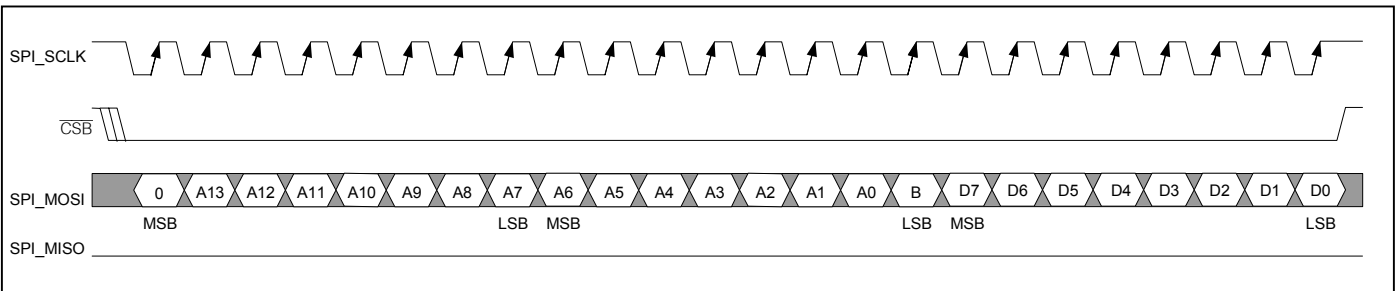 SPI_SCLK
CSB
SPI_MOSI 0 A13 A12 A11 A10 A9 A8 A7 A6 A5 A4 A3 A2 A1 A0 B D7 D6 D5 D4 D3 D2 D1 D0
MSB LSB MSB LSB MSB LSB
SPI_MISO